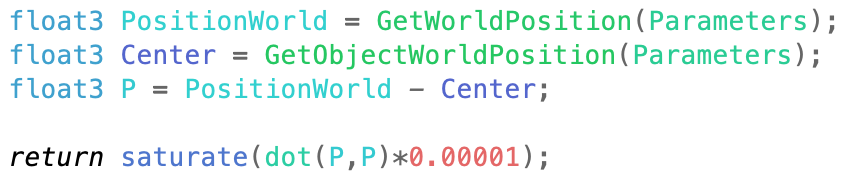 float3 PositionWorld = GetWorldPosition(Parameters);
float3 Center = GetObjectWorldPosition(Parameters);
float3 P = PositionWorld - Center;
return saturate(dot(P,P)*0.00001);